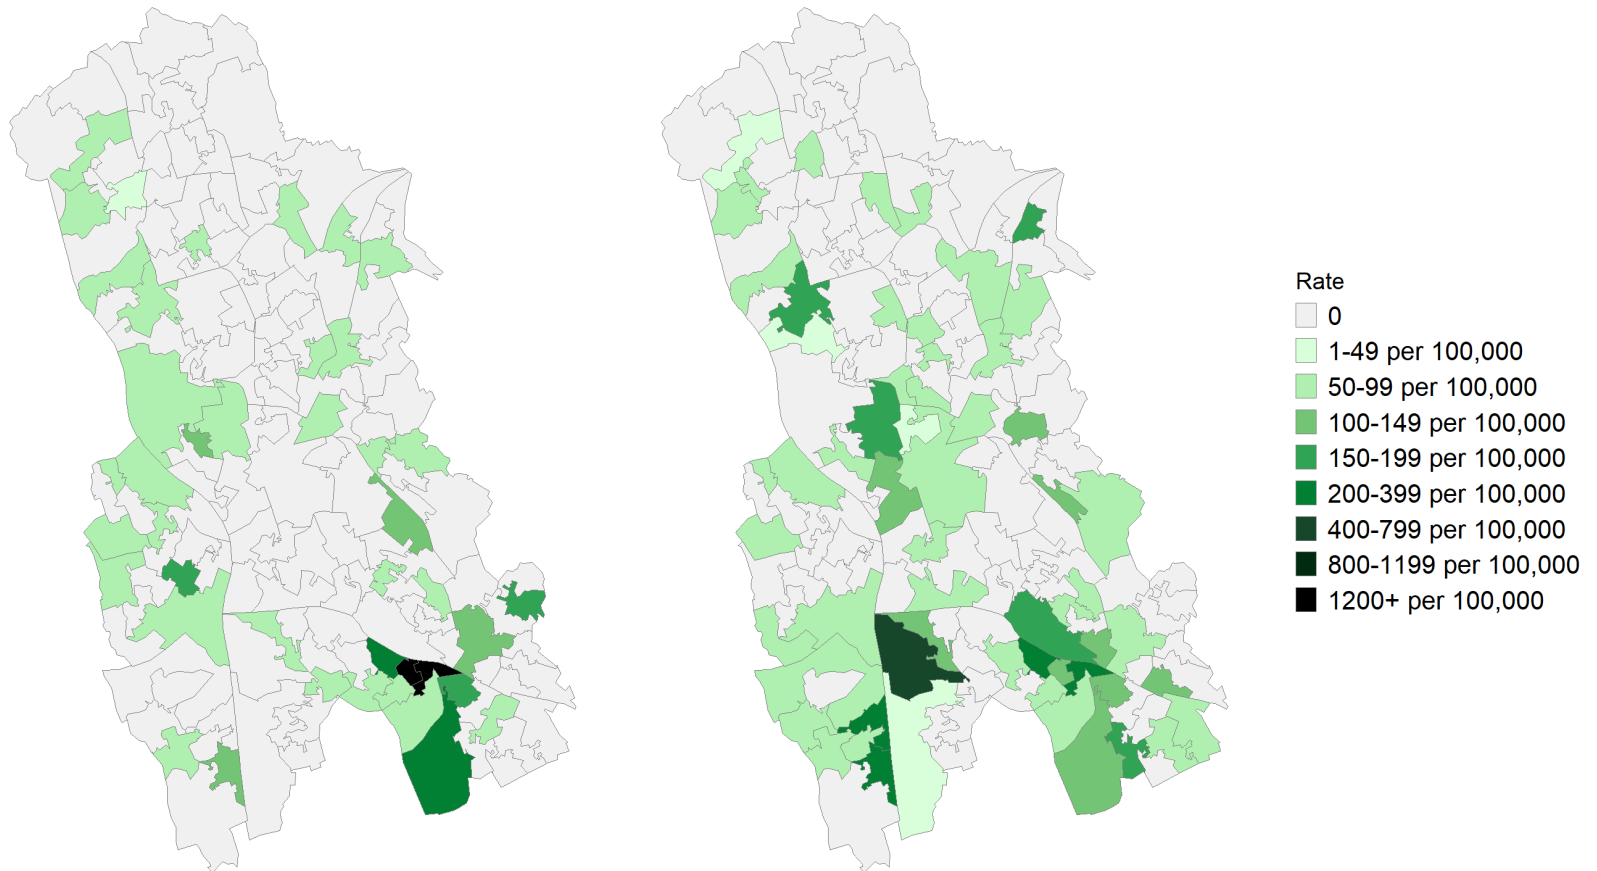 Rate
0
1-49 per 100,000
50-99 per 100,000
100-149 per 100,000
150-199 per 100,000
200-399 per 100,000
400-799 per 100,000
800-1199 per 100,000
1200+ per 100,000